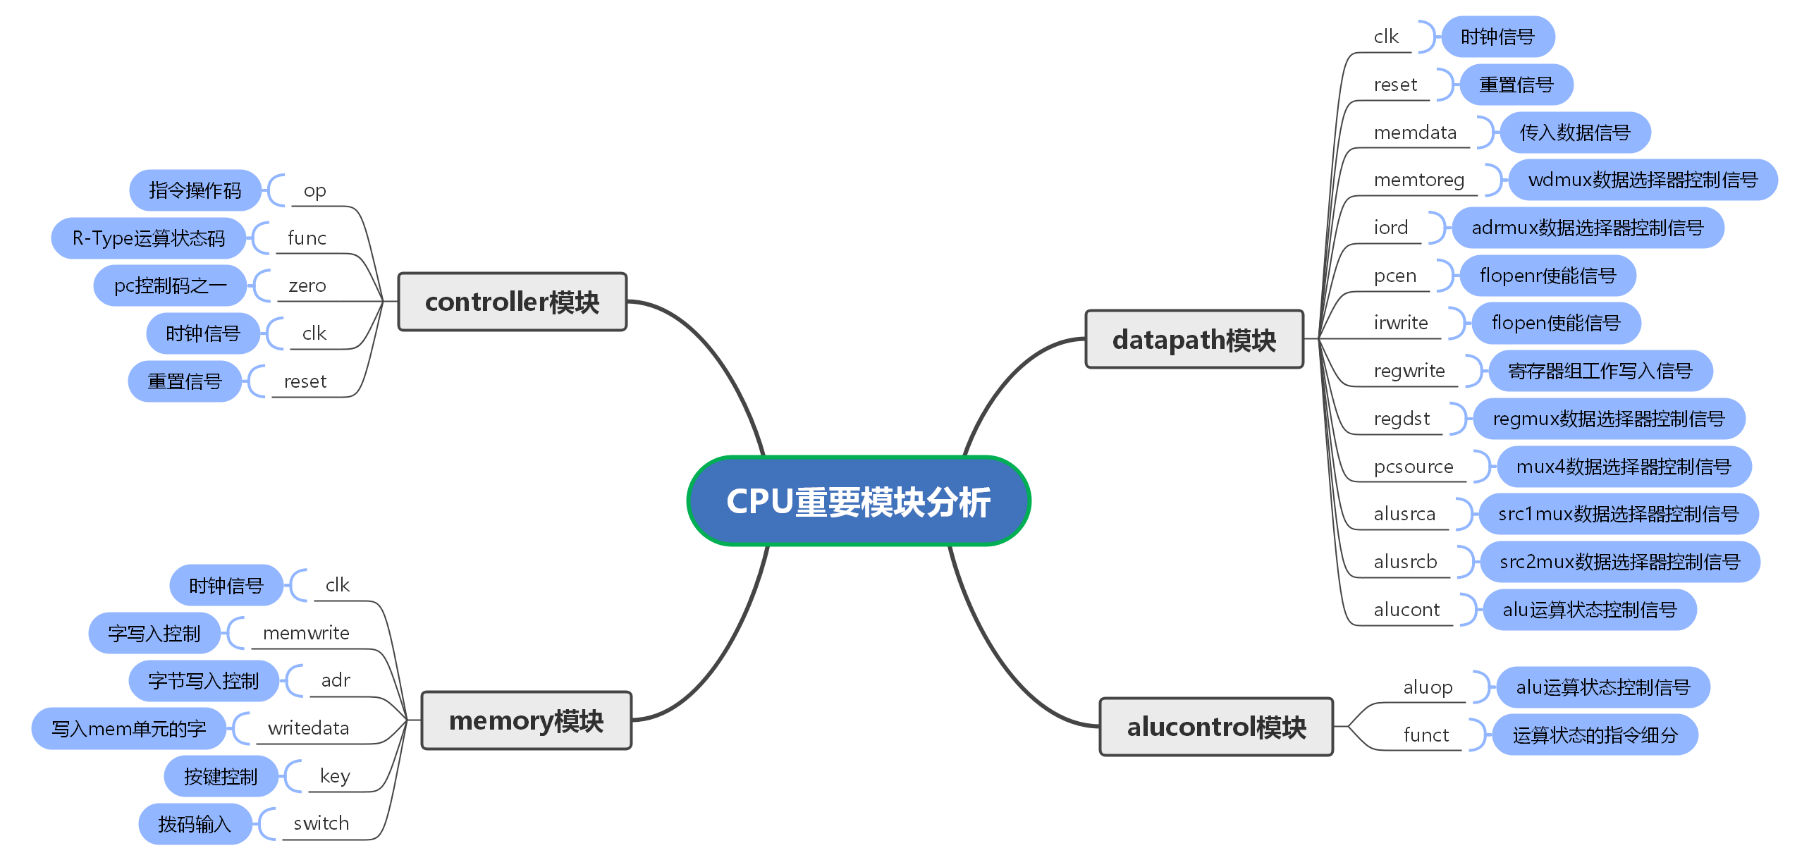 CPU重要模块分析
controller模块
op 指令操作码
func R-Type运算状态码
zero pc控制码之一
clk 时钟信号
reset 重置信号
memory模块
clk 时钟信号
memwrite 字写入控制
adr 字节写入控制
writedata 写入mem单元的字
key 按键控制
switch 拨码输入
datapath模块
clk 时钟信号
reset 重置信号
memdata 传入数据信号
memtoreg wdmux数据选择器控制信号
iord adrmux数据选择器控制信号
pcen flopenr使能信号
irwrite flopen使能信号
regwrite 寄存器组工作写入信号
regdst regmux数据选择器控制信号
pcsource mux4数据选择器控制信号
alusrca src1mux数据选择器控制信号
alusrcb src2mux数据选择器控制信号
alucont alu运算状态控制信号
alucontrol模块
aluop alu运算状态控制信号
funct 运算状态的指令细分